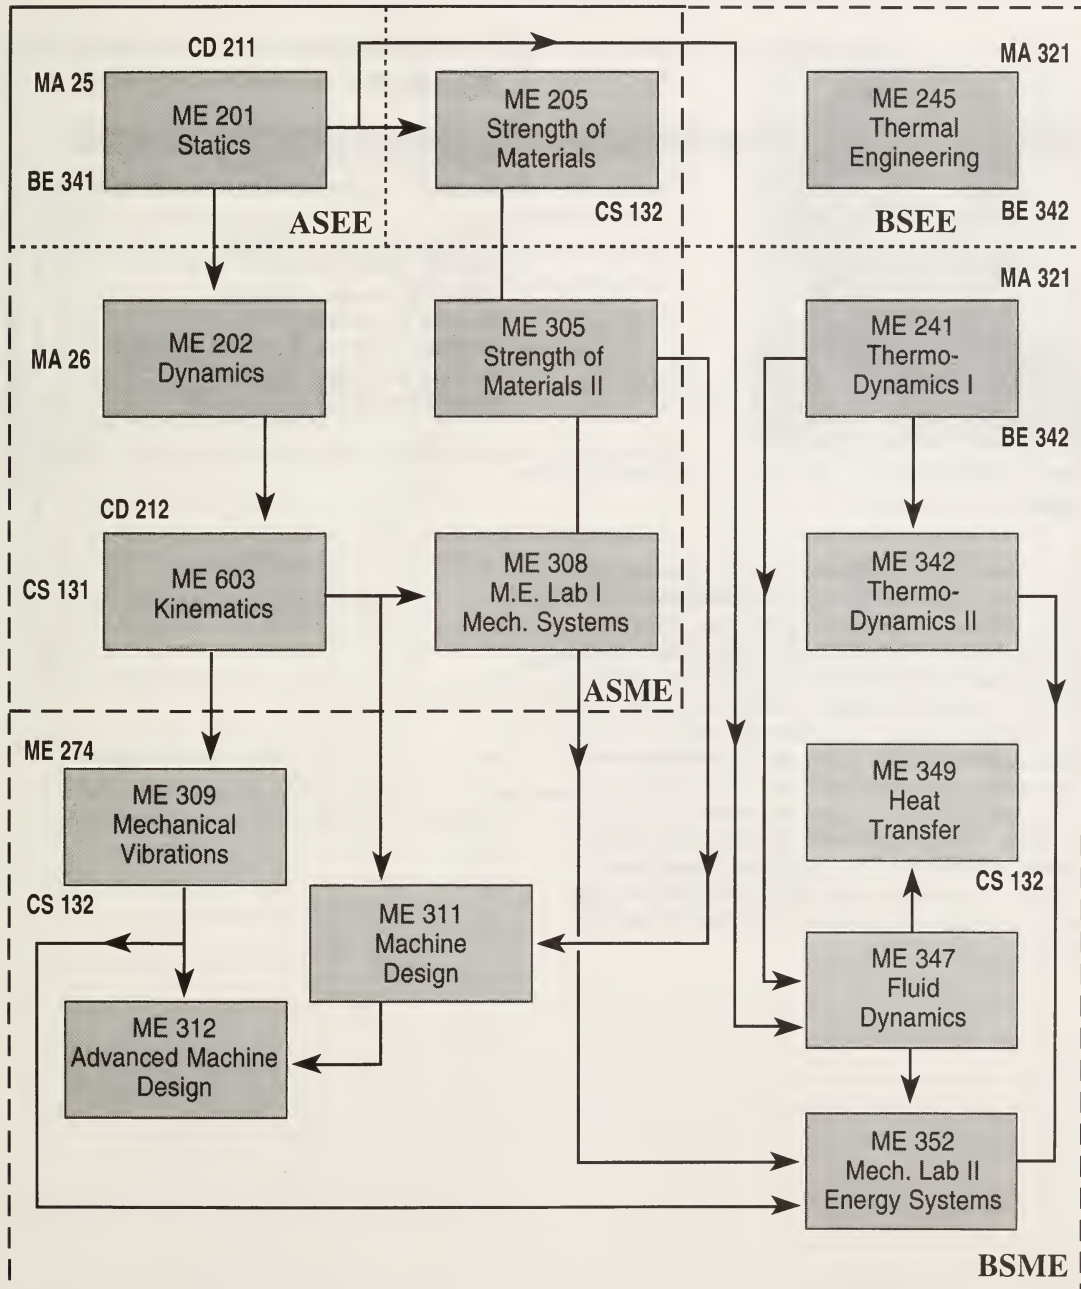 CD 211
MA 25
ME 201
Statics
BE 341
ASEE
ME 205
Strength of
Materials
CS 132
MA 321
ME 245
Thermal
Engineering
BE 342
BSEE
MA 26
ME 202
Dynamics
ME 305
Strength of
Materials II
MA 321
ME 241
Thermo-
Dynamics I
BE 342
CD 212
CS 131
ME 603
Kinematics
ME 308
M.E. Lab I
Mech. Systems
ASME
ME 342
Thermo-
Dynamics II
ME 274
ME 309
Mechanical
Vibrations
CS 132
ME 311
Machine
Design
ME 349
Heat
Transfer
CS 132
ME 312
Advanced Machine
Design
ME 347
Fluid
Dynamics
ME 352
Mech. Lab II
Energy Systems
BSME